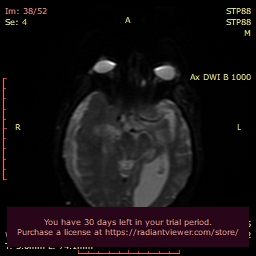 Im: 38/52
Se: 4
A
STP88
STP88
M
Ax DWI B 1000
R
L
You have 30 days left in your trial period.
Purchase a license at https://radiantviewer.com/store/